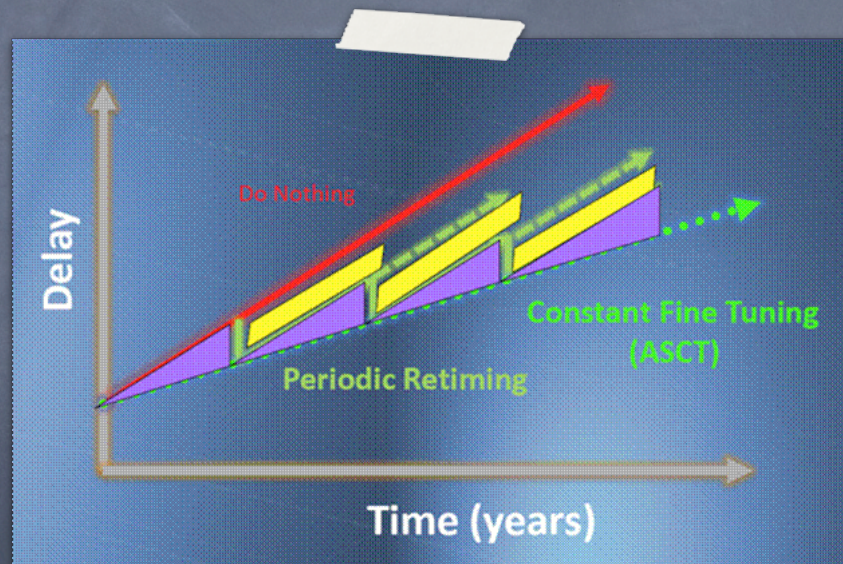 Do Nothing
Delay
Constant Fine Tuning
(ASCT)
Periodic Retiming
Time (years)